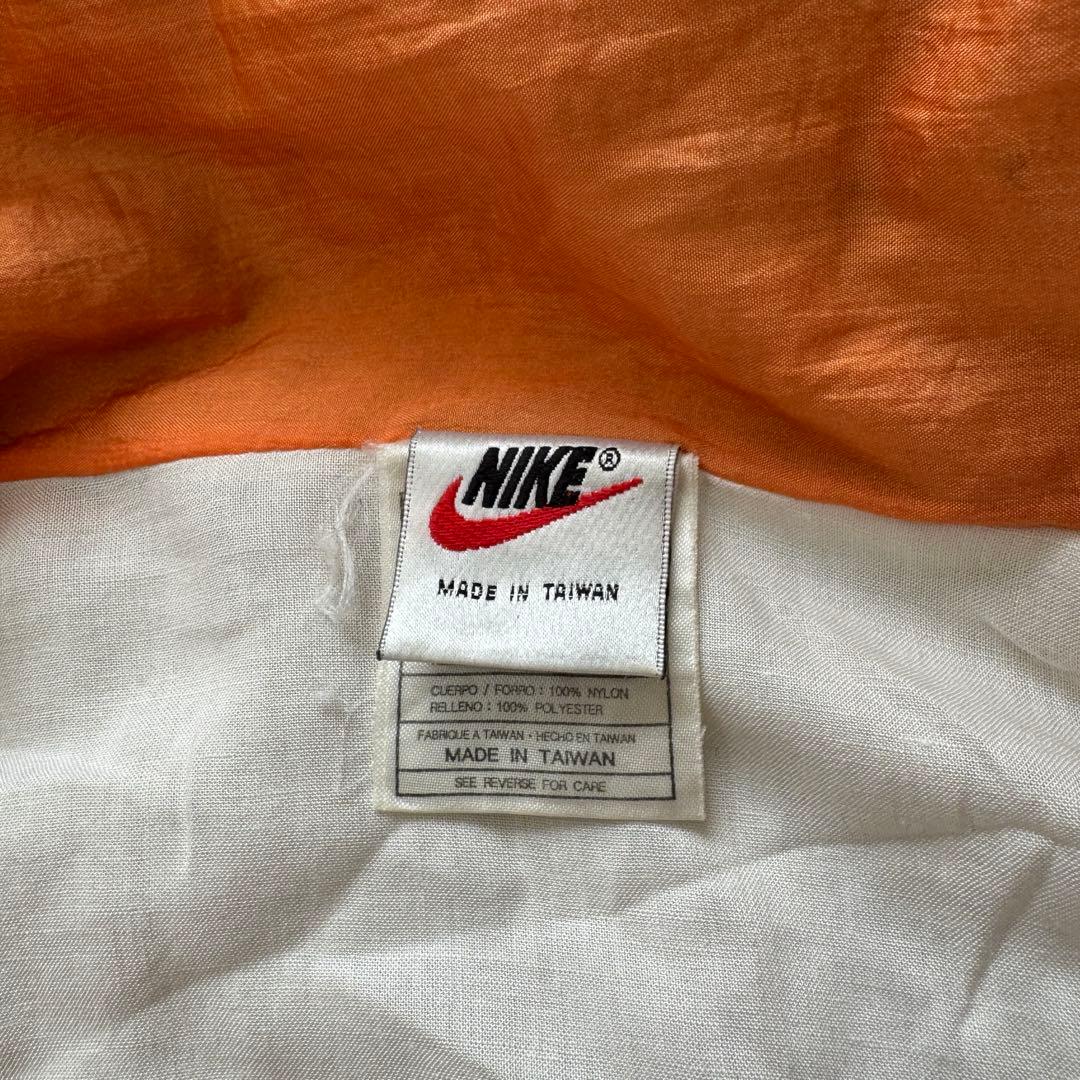 NIKE®
MADE IN TAIWAN
CUERPO / FORRO : 100% NYLON
RELLENO : 100% POLYESTER
FABRIQUE A TAIWAN • HECHO EN TAIWAN
MADE IN TAIWAN
SEE REVERSE FOR CARE